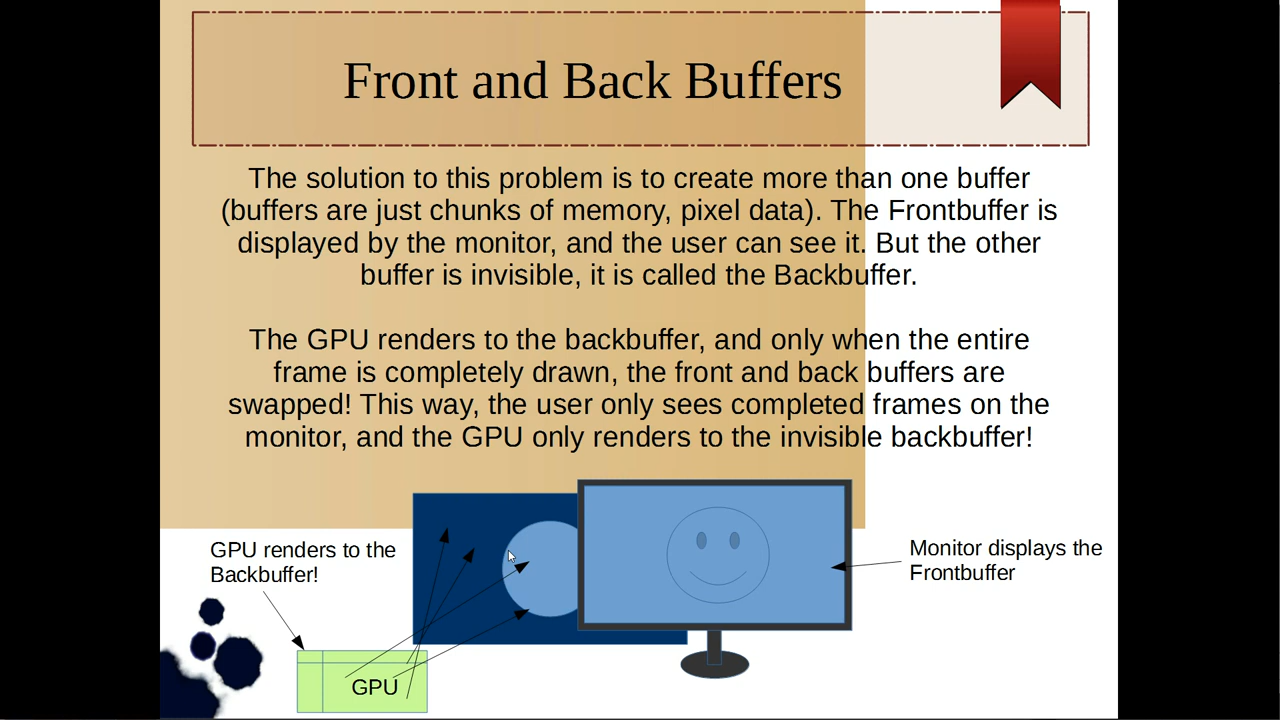 Front and Back Buffers
The solution to this problem is to create more than one buffer
(buffers are just chunks of memory, pixel data). The Frontbuffer is
displayed by the monitor, and the user can see it. But the other
buffer is invisible, it is called the Backbuffer.
The GPU renders to the backbuffer, and only when the entire
frame is completely drawn, the front and back buffers are
swapped! This way, the user only sees completed frames on the
monitor, and the GPU only renders to the invisible backbuffer!
GPU renders to the
Backbuffer!
Monitor displays the
Frontbuffer
GPU